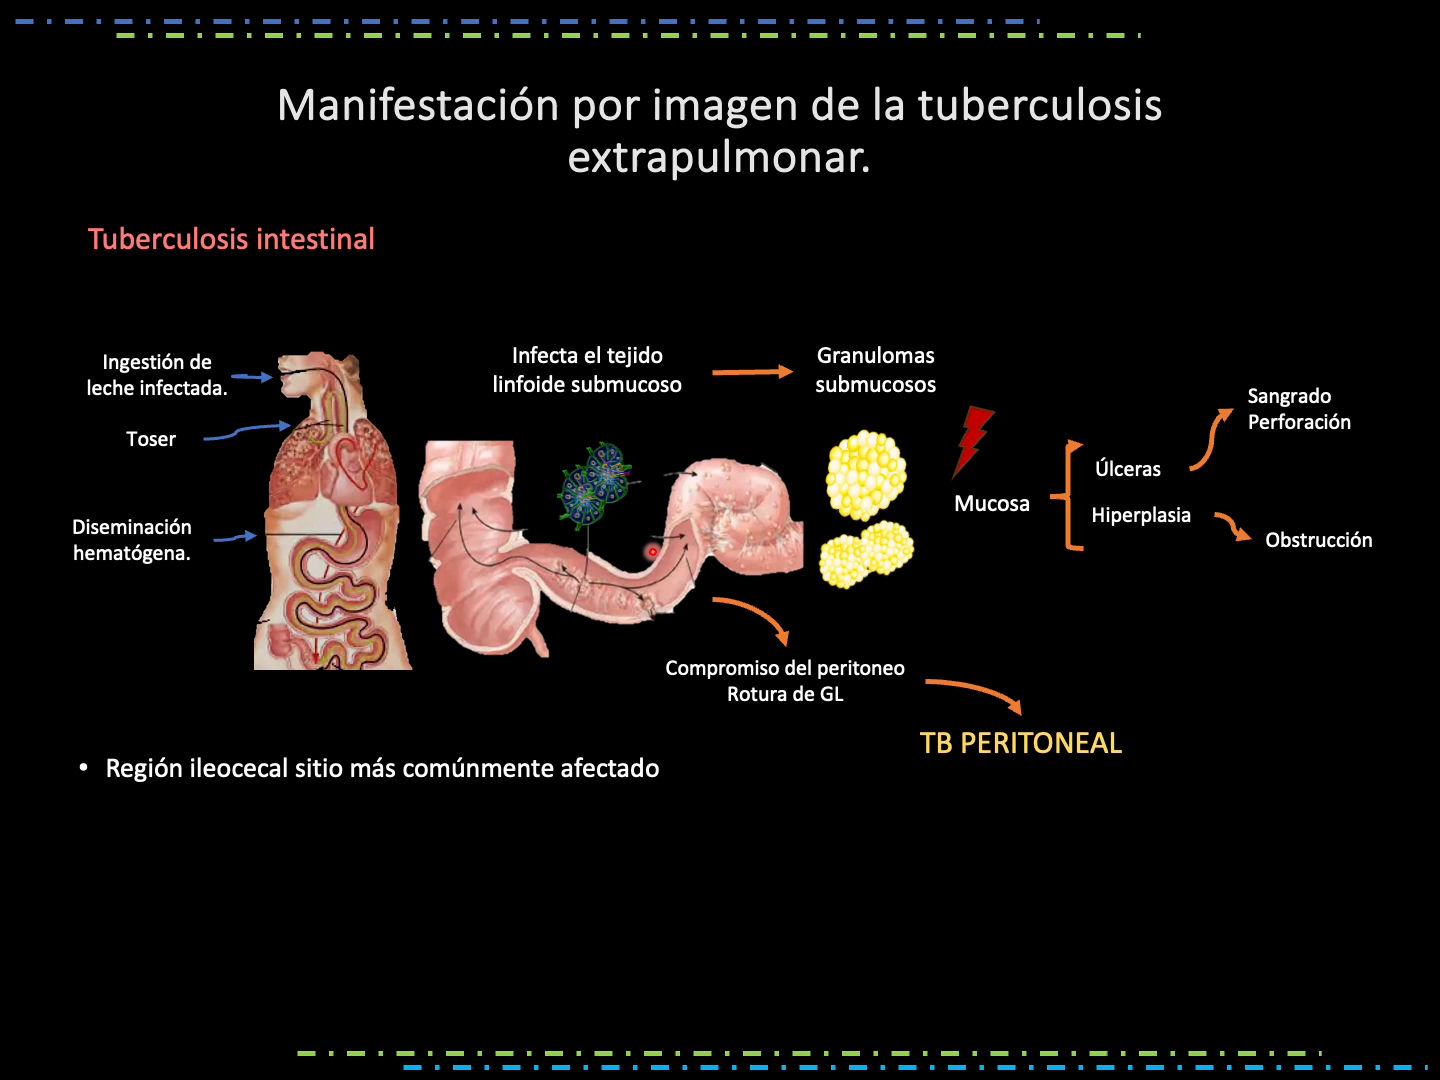 Manifestación por imagen de la tuberculosis
extrapulmonar.
Tuberculosis intestinal
Ingestión de
leche infectada.
Toser
Diseminación
hematógena.
Infecta el tejido
linfoide submucoso
Granulomas
submucosos
Mucosa
Úlceras
Hiperplasia
Sangrado
Perforación
Obstrucción
Compromiso del peritoneo
Rotura de GL
TB PERITONEAL
• Región ileocecal sitio más comúnmente afectado